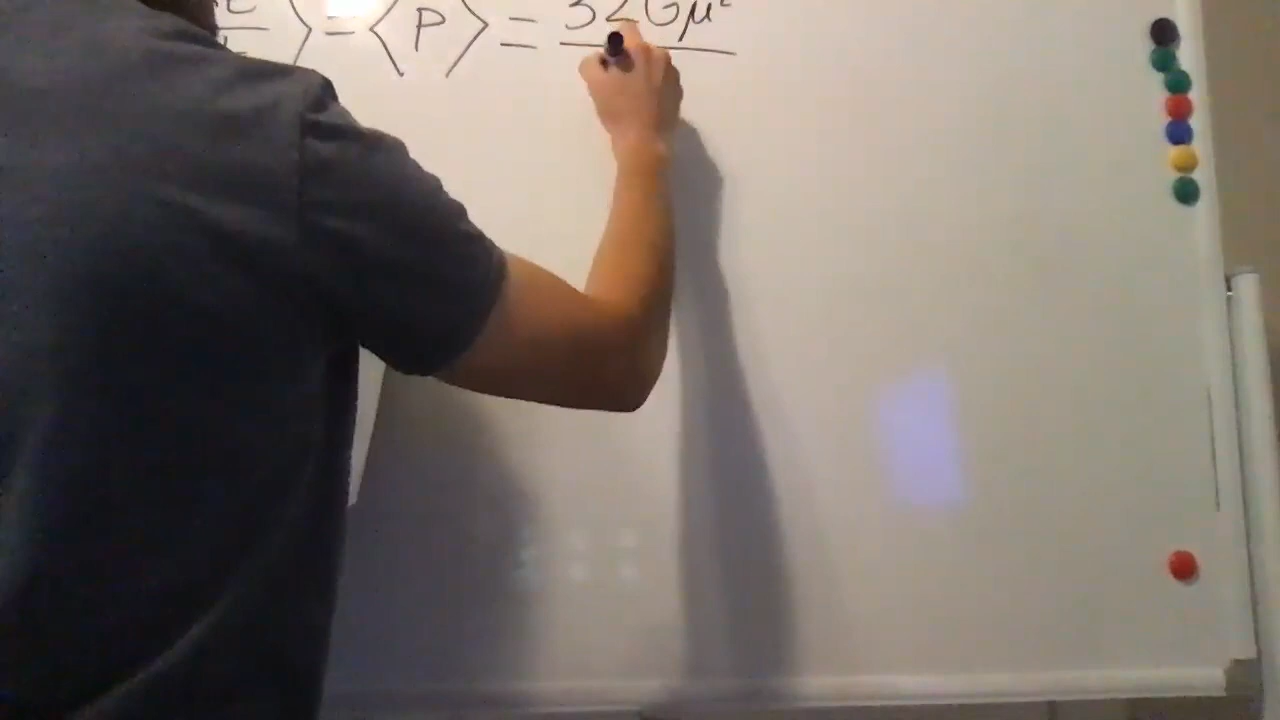 ⟩ = ⟨P⟩ = 32Gμ²